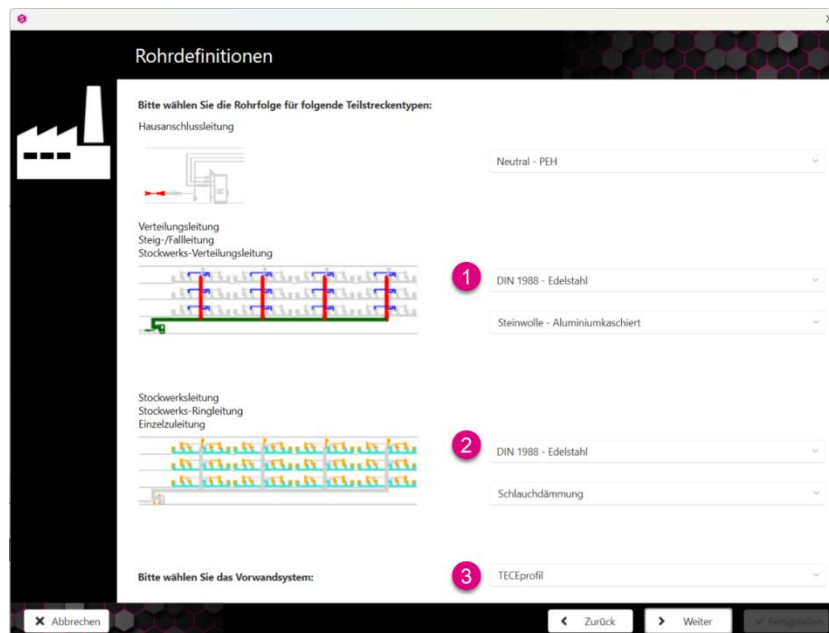 Rohrdefinitionen
Bitte wählen Sie die Rohrfolge für folgende Teilstreckentypen:
Hausanschlussleitung
Neutral - PEH
Verteilungsleitung
Steig-/Fallleitung
Stockwerks-Verteilungsleitung
1
DIN 1988 - Edelstahl
Steinwolle - Aluminiumkaschiert
Stockwerksleitung
Stockwerks-Ringleitung
Einzelzuleitung
2
DIN 1988 - Edelstahl
Schlauchdämmung
Bitte wählen Sie das Vorwandsystem:
3
TECEprofil
Abbrechen
Zurück
Weiter
Fertigstellen